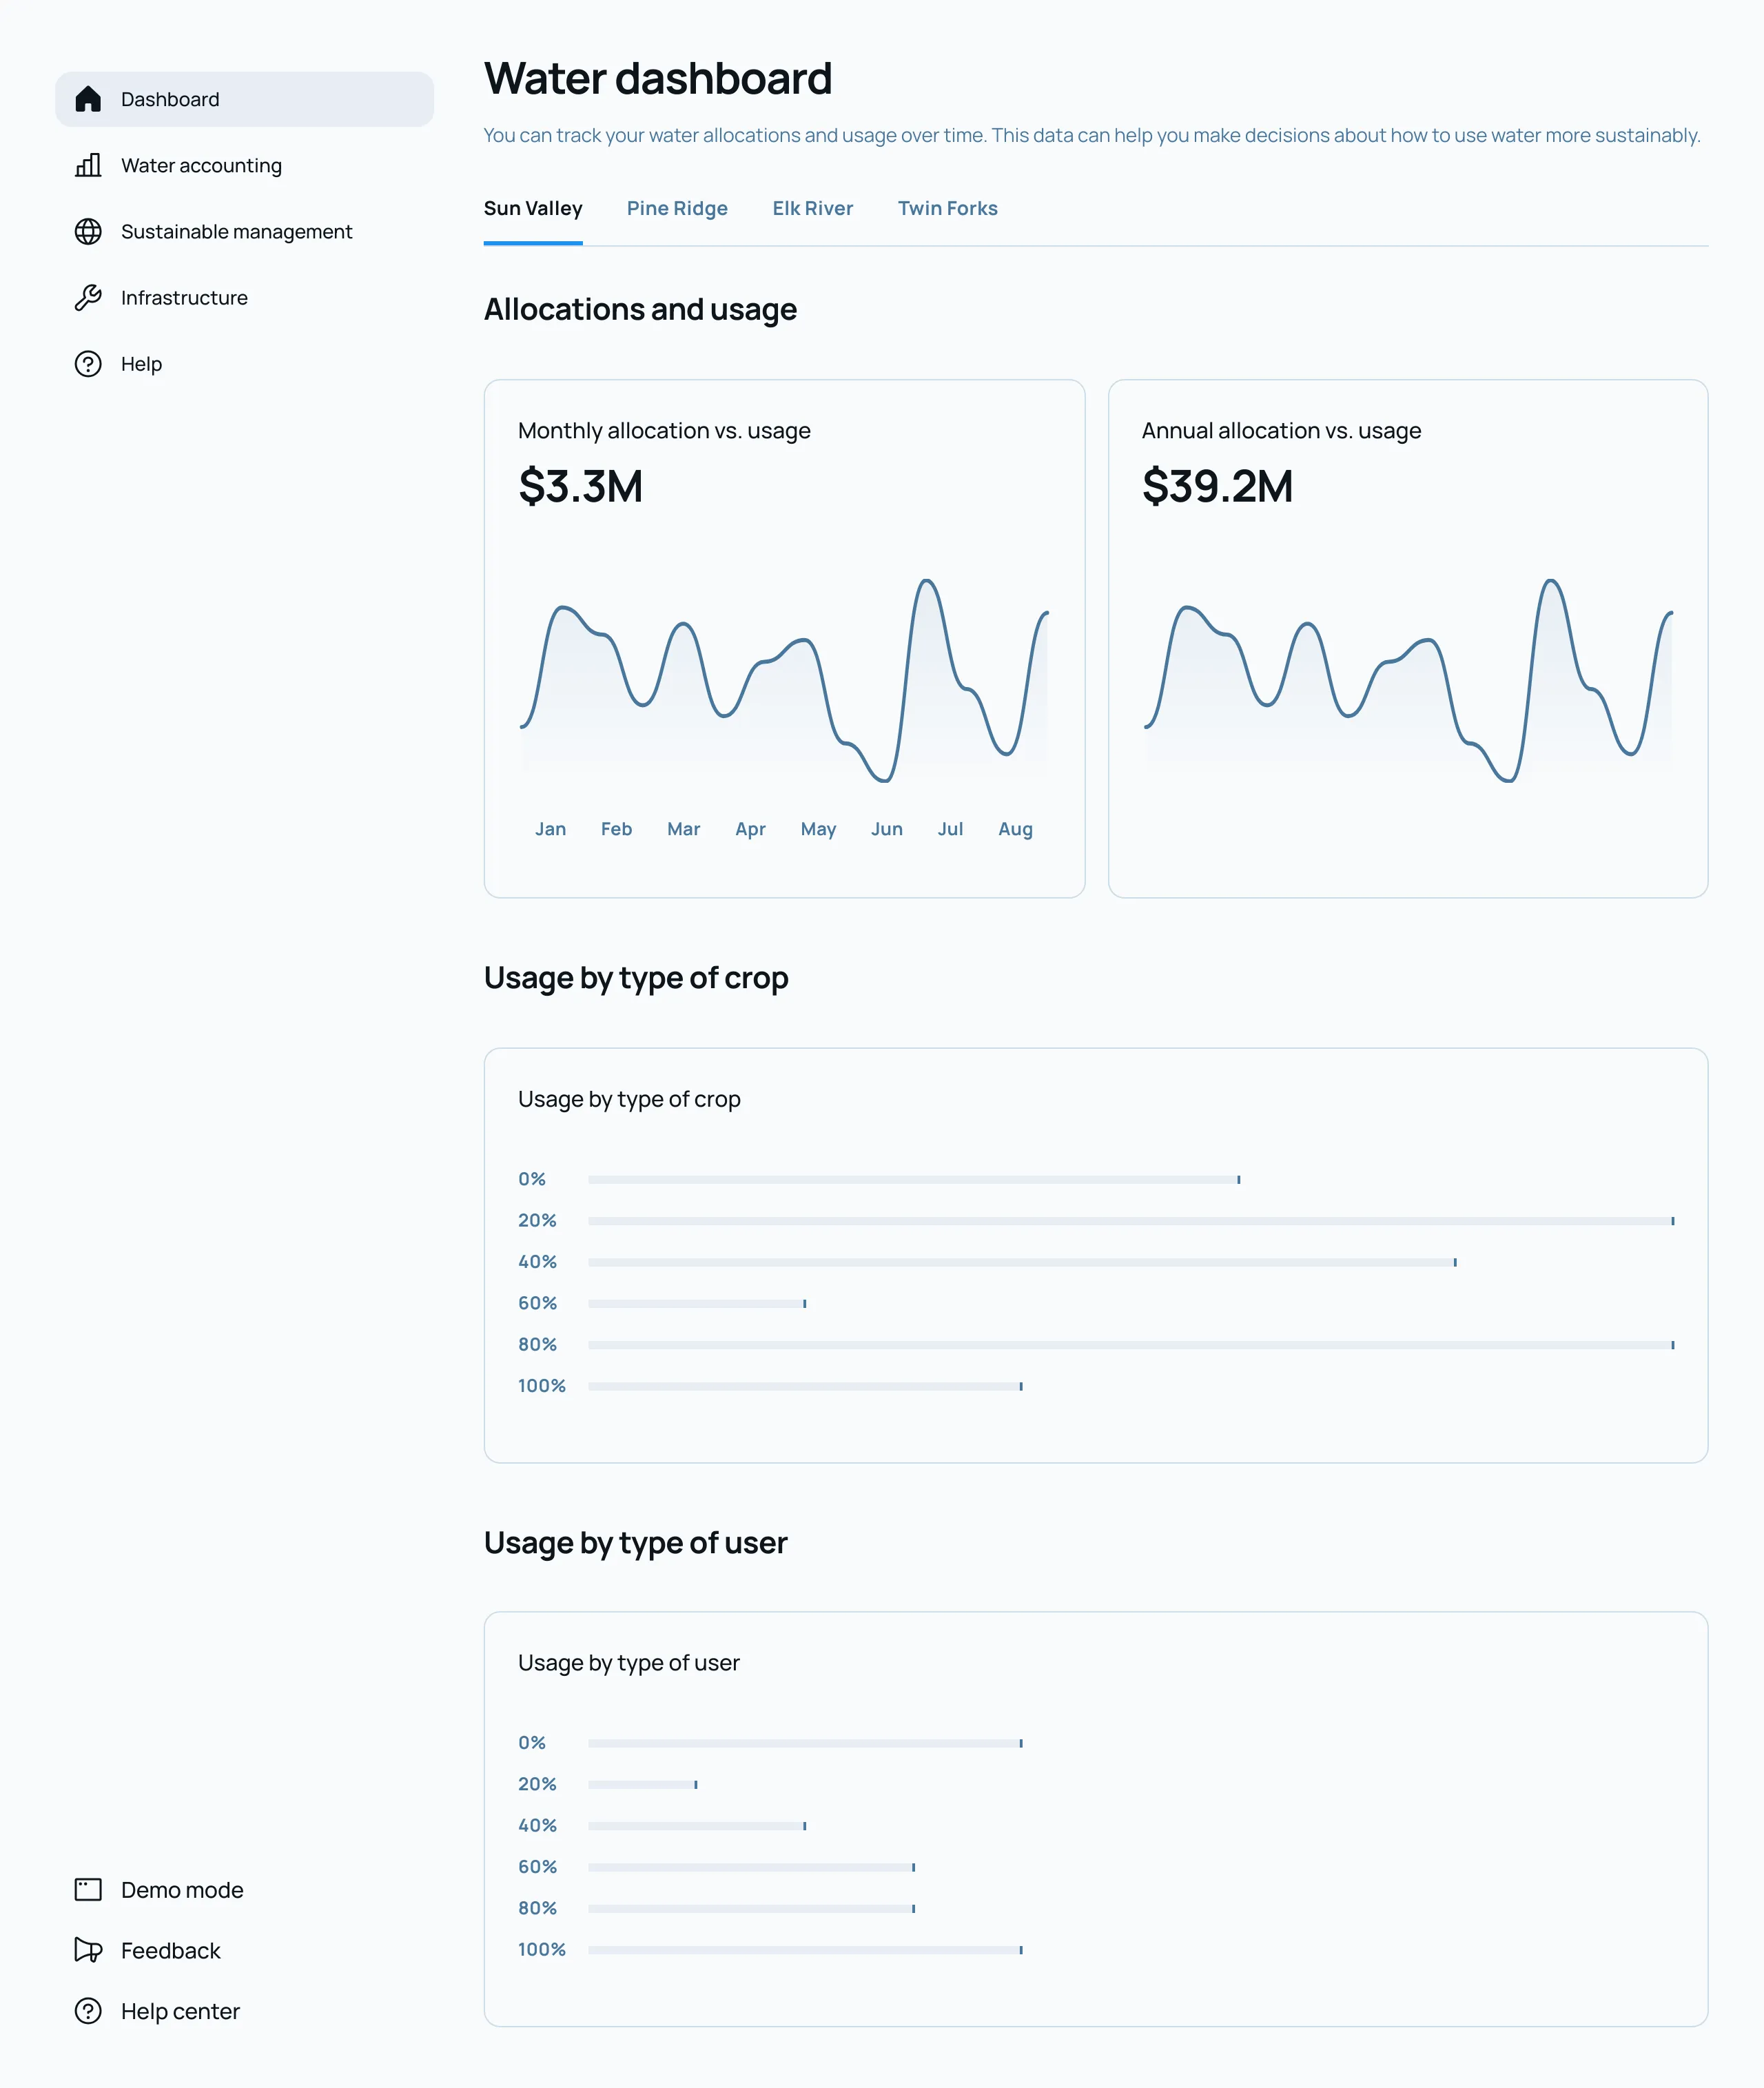 Dashboard
Water accounting
Sustainable management
Infrastructure
Help
Demo mode
Feedback
Help center
Water dashboard
You can track your water allocations and usage over time. This data can help you make decisions about how to use water more sustainably.
Sun Valley Pine Ridge Elk River Twin Forks
Allocations and usage
Monthly allocation vs. usage
$3.3M
Jan Feb Mar Apr May Jun Jul Aug
Annual allocation vs. usage
$39.2M
Usage by type of crop
Usage by type of crop
0%
20%
40%
60%
80%
100%
Usage by type of user
Usage by type of user
0%
20%
40%
60%
80%
100%